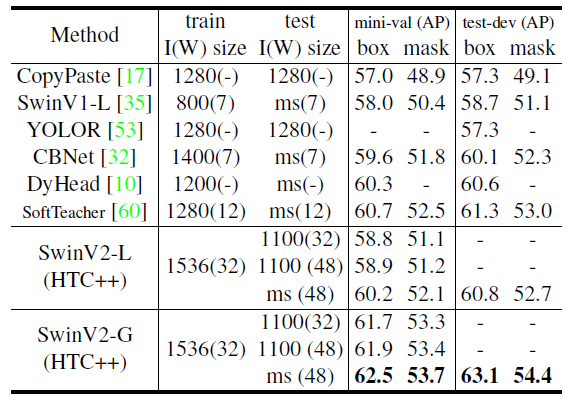 Method train test mini-val (AP) test-dev (AP)
I(W) size I(W) size box mask box mask
CopyPaste [17] 1280(-) 1280(-) 57.0 48.9 57.3 49.1
SwinV1-L [35] 800(7) ms(7) 58.0 50.4 58.7 51.1
YOLOR [53] 1280(-) 1280(-) - - 57.3 -
CBNet [32] 1400(7) ms(7) 59.6 51.8 60.1 52.3
DyHead [10] 1200(-) ms(-) 60.3 - 60.6 -
SoftTeacher [60] 1280(12) ms(12) 60.7 52.5 61.3 53.0
SwinV2-L (HTC++) 1536(32) 1100(32) 58.8 51.1 - -
1100 (48) 58.9 51.2 - -
ms (48) 60.2 52.1 60.8 52.7
SwinV2-G (HTC++) 1536(32) 1100(32) 61.7 53.3 - -
1100 (48) 61.9 53.4 - -
ms (48) 62.5 53.7 63.1 54.4